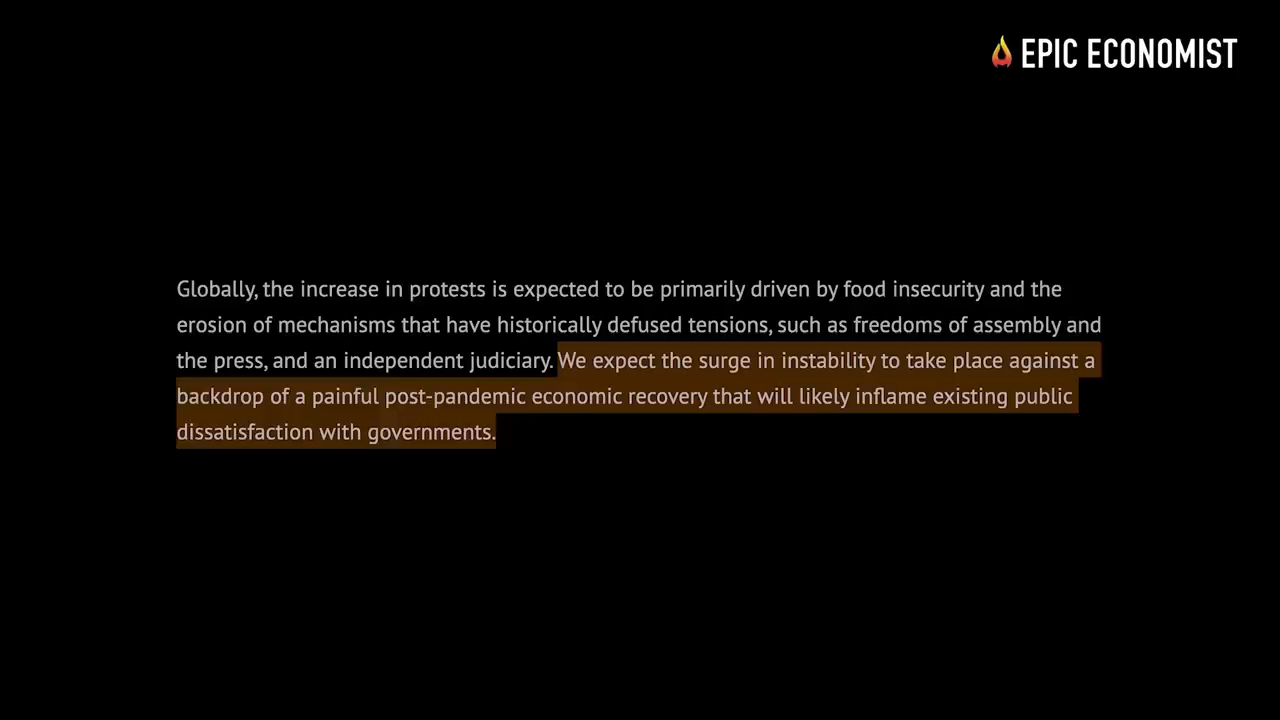 EPIC ECONOMIST
Globally, the increase in protests is expected to be primarily driven by food insecurity and the
erosion of mechanisms that have historically defused tensions, such as freedoms of assembly and
the press, and an independent judiciary. We expect the surge in instability to take place against a
backdrop of a painful post-pandemic economic recovery that will likely inflame existing public
dissatisfaction with governments.